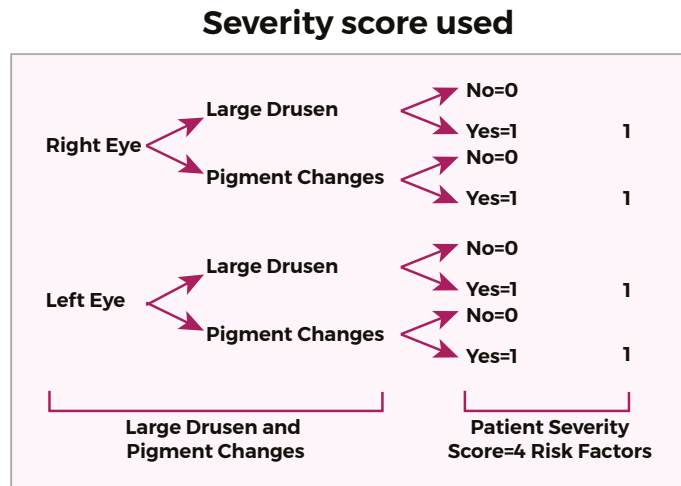 Severity score used
No=0
Large Drusen
Yes=1 1
Right Eye
No=0
Pigment Changes
Yes=1 1
No=0
Large Drusen
Yes=1 1
Left Eye
No=0
Pigment Changes
Yes=1 1
Large Drusen and
Pigment Changes
Patient Severity
Score=4 Risk Factors